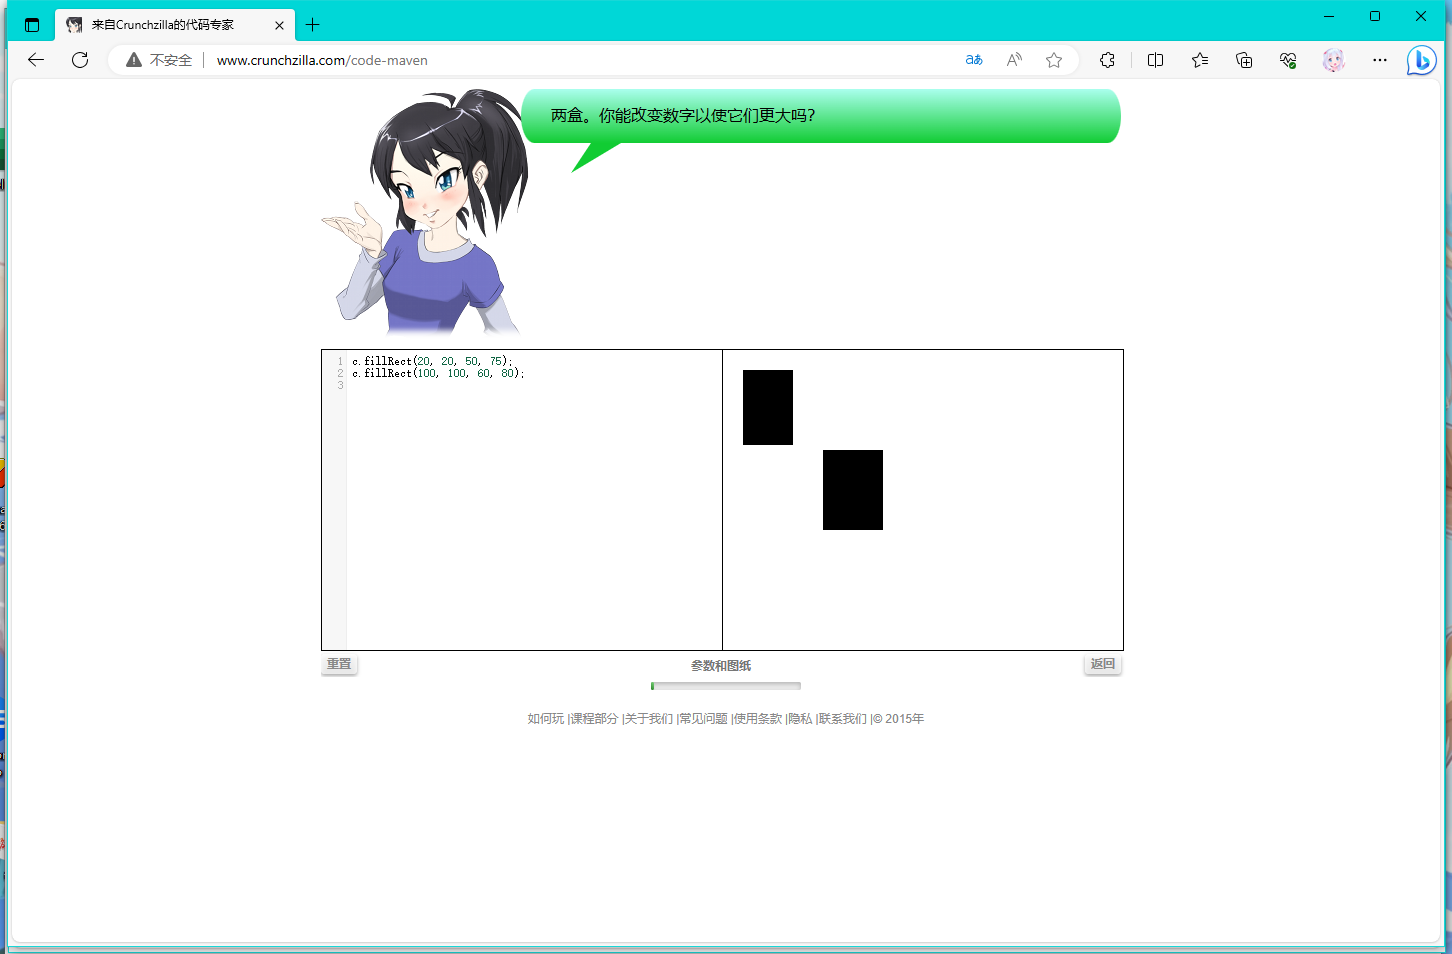 来自Crunchzilla的代码专家
不安全
www.crunchzilla.com/code-maven
aあ
两盒。你能改变数字以使它们更大吗?
1 c.fillRect(20, 20, 50, 75);
2 c.fillRect(100, 100, 60, 80);
3
重置
参数和图纸
返回
如何玩 |课程部分 |关于我们 |常见问题 |使用条款 |隐私 |联系我们 |© 2015年